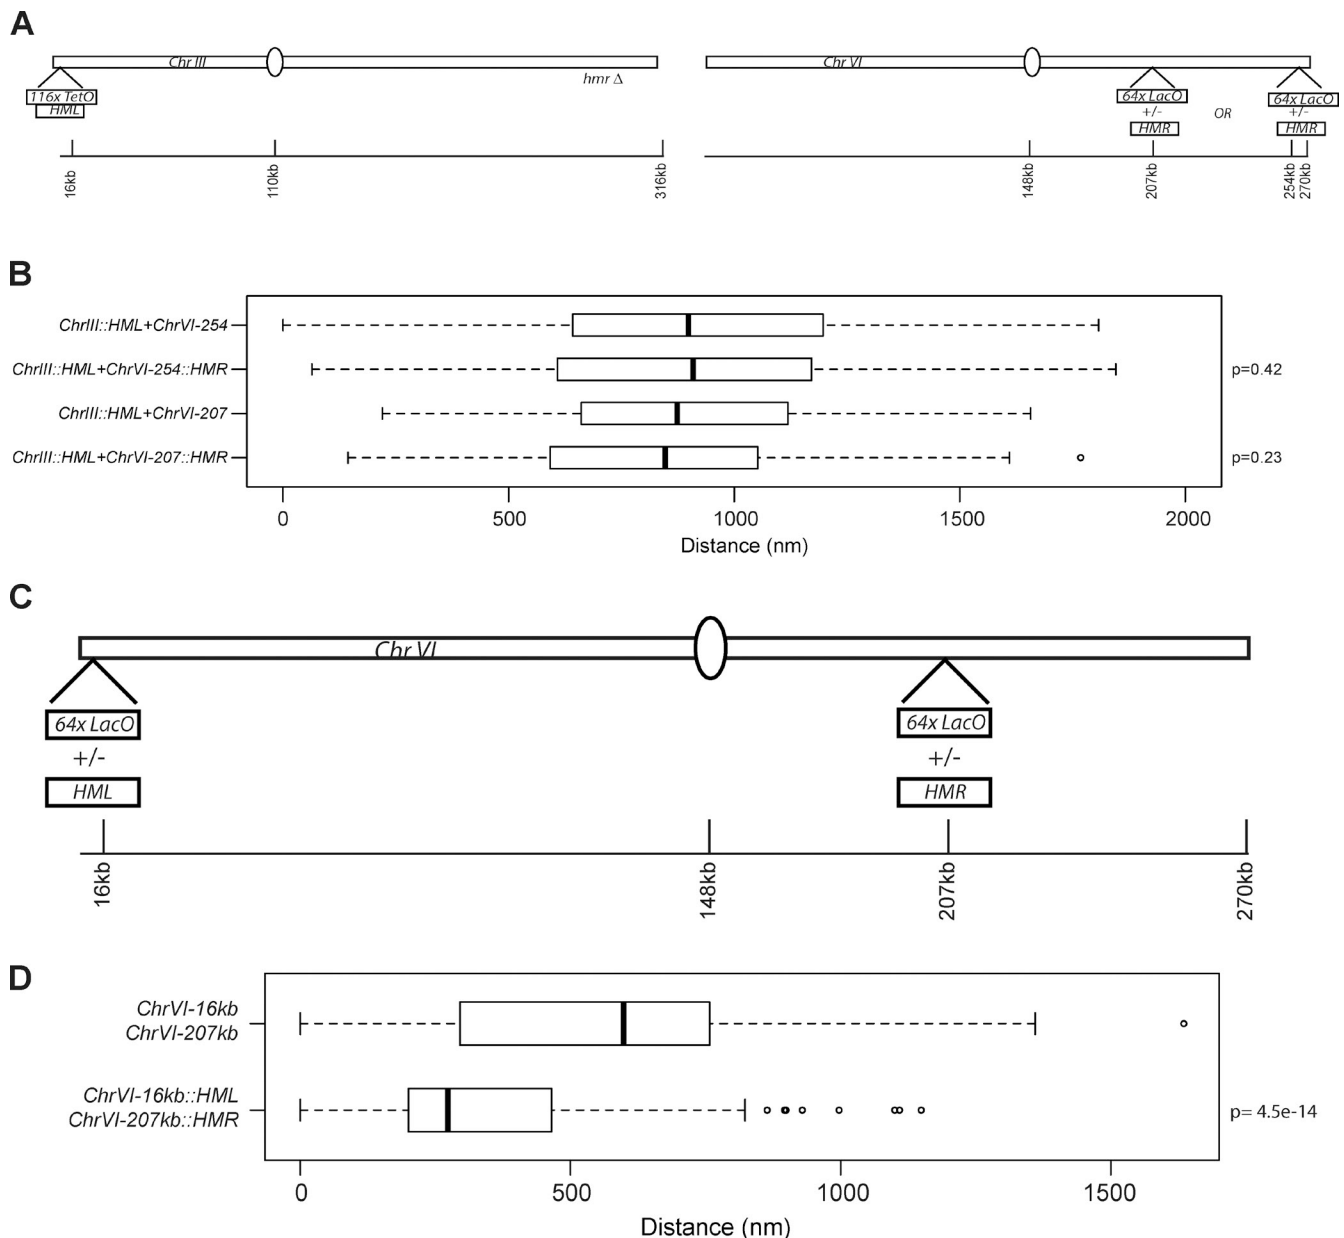 A
Chr III
Chr VI
hmr Δ
116x TetO
HML
64x LacO
+/-
HMR
OR
64x LacO
+/-
HMR
16kb
110kb
316kb
148kb
207kb
254kb
270kb
B
ChrIII::HML+ChrVI-254
ChrIII::HML+ChrVI-254::HMR
p=0.42
ChrIII::HML+ChrVI-207
ChrIII::HML+ChrVI-207::HMR
p=0.23
0 500 1000 1500 2000
Distance (nm)
C
Chr VI
64x LacO
+/-
HML
64x LacO
+/-
HMR
16kb
148kb
207kb
270kb
D
ChrVI-16kb
ChrVI-207kb
ChrVI-16kb::HML
ChrVI-207kb::HMR
p= 4.5e-14
0 500 1000 1500
Distance (nm)